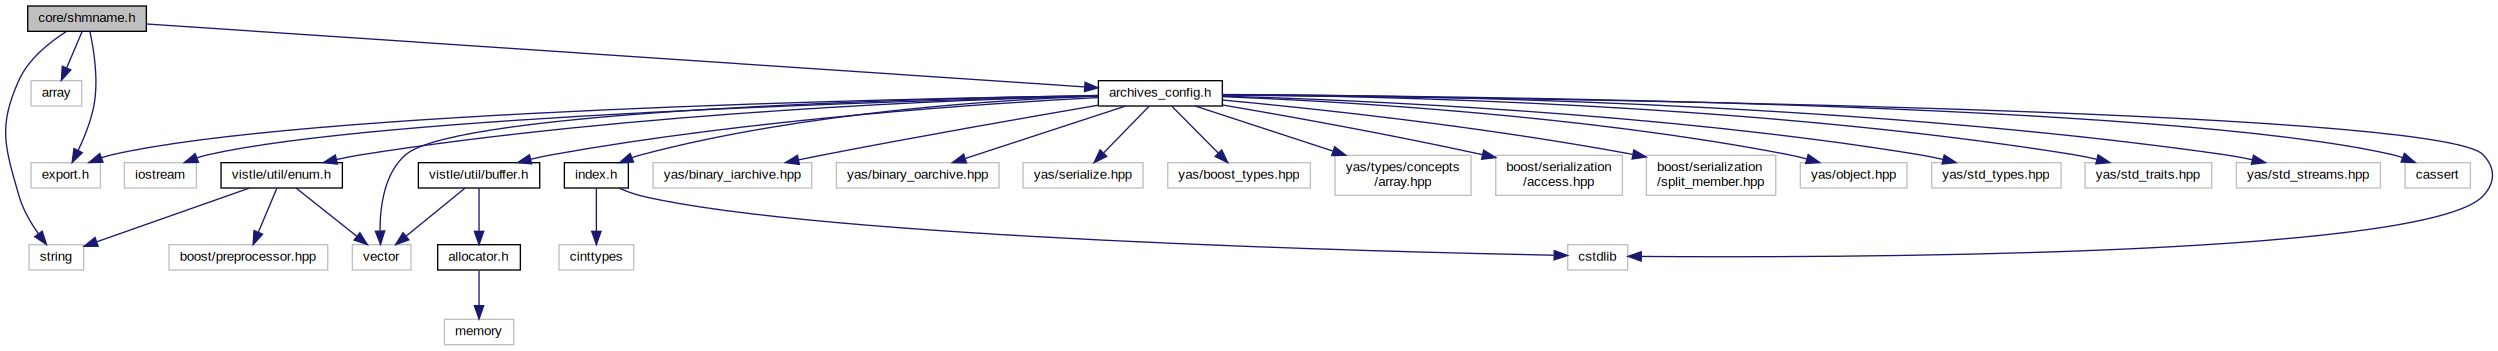 core/shmname.h
array
archives_config.h
export.h
iostream
vistle/util/enum.h
vistle/util/buffer.h
index.h
yas/binary_iarchive.hpp
yas/binary_oarchive.hpp
yas/serialize.hpp
yas/boost_types.hpp
yas/types/concepts
/array.hpp
boost/serialization
/access.hpp
boost/serialization
/split_member.hpp
yas/object.hpp
yas/std_types.hpp
yas/std_traits.hpp
yas/std_streams.hpp
cassert
string
boost/preprocessor.hpp
vector
allocator.h
cinttypes
cstdlib
memory